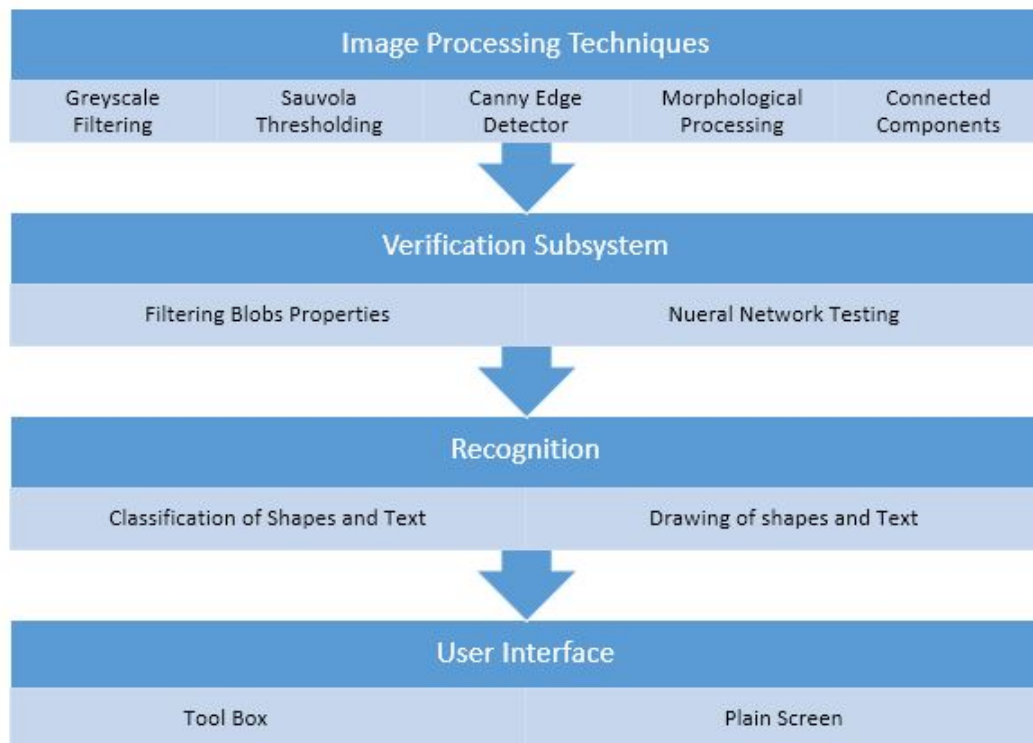 Image Processing Techniques
Greyscale Filtering
Sauvola Thresholding
Canny Edge Detector
Morphological Processing
Connected Components
Verification Subsystem
Filtering Blobs Properties
Nueral Network Testing
Recognition
Classification of Shapes and Text
Drawing of shapes and Text
User Interface
Tool Box
Plain Screen